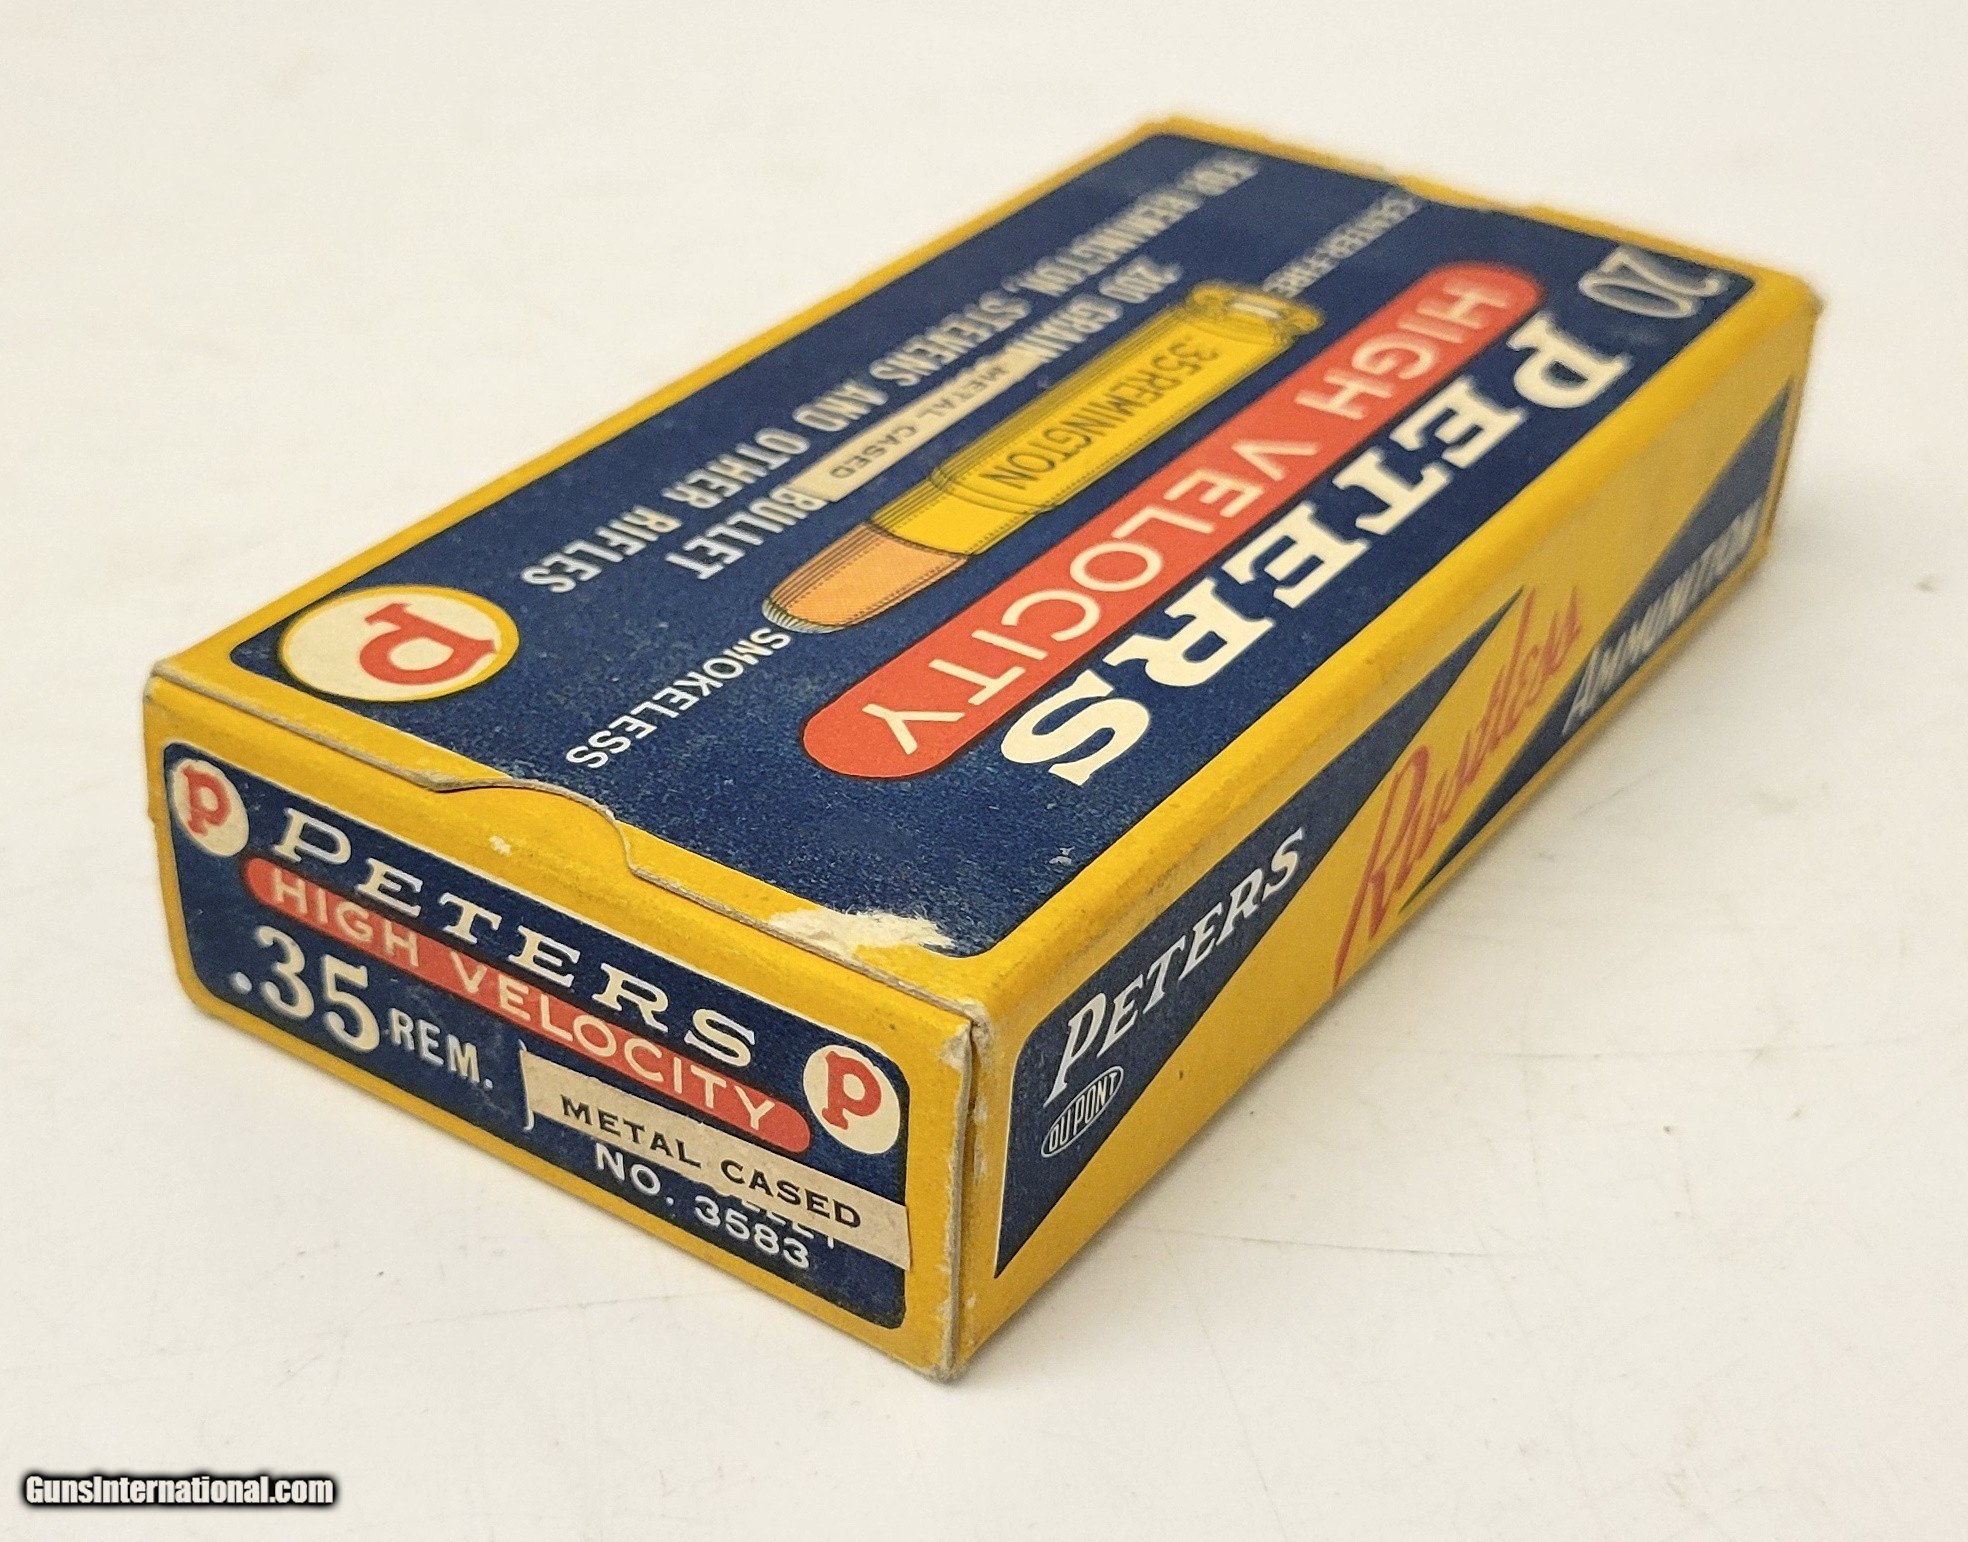 20
PETERS
HIGH VELOCITY
CENTER-FIRE
SMOKELESS
35 REMINGTON
200 GRAIN METAL CASED BULLET
FOR REMINGTON, STEVENS AND OTHER RIFLES
P
P
PETERS
HIGH VELOCITY
P
.35 REM.
METAL CASED
NO. 3583
PETERS
DU PONT
Rustless
AMMUNITION
GunsInternational.com